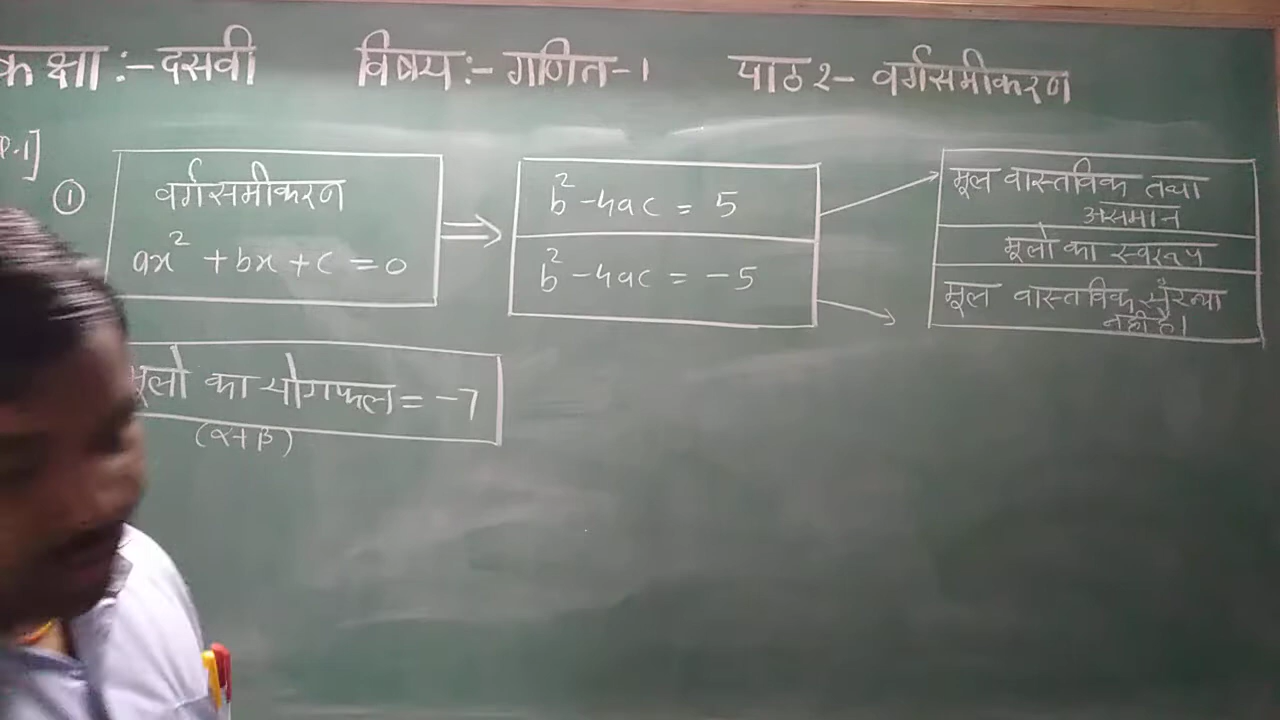 कक्षा :- दसवी विषय :- गणित-1 पाठ 2- वर्गसमीकरण
①
वर्गसमीकरण
ax² + bx + c = 0
b² - 4ac = 5
b² - 4ac = -5
मूल वास्तविक तथा
असमान
मूलो का स्वरूप
मूल वास्तविक संख्या
नही है।
मूलो का योगफल = -7
(α+β)